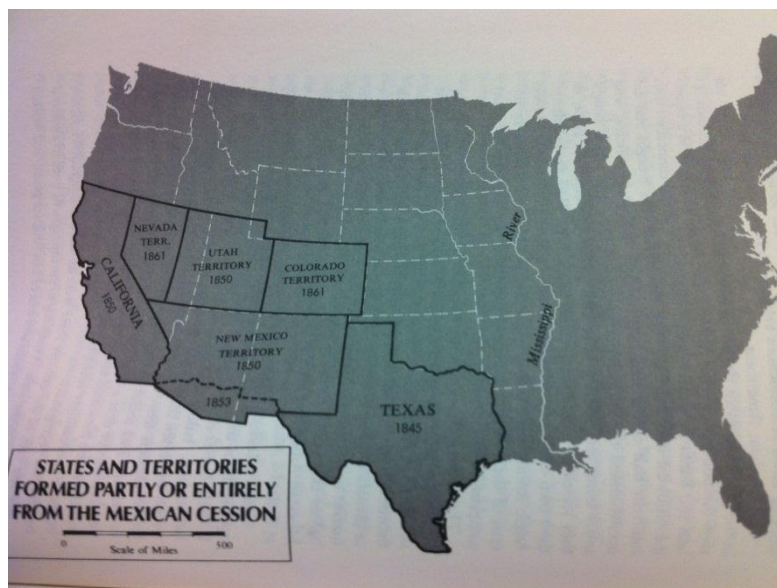 NEVADA
TERR.
1861
UTAH
TERRITORY
1850
COLORADO
TERRITORY
1861
CALIFORNIA
1850
NEW MEXICO
TERRITORY
1850
1853
TEXAS
1845
River
Mississippi
STATES AND TERRITORIES
FORMED PARTLY OR ENTIRELY
FROM THE MEXICAN CESSION
0 500
Scale of Miles